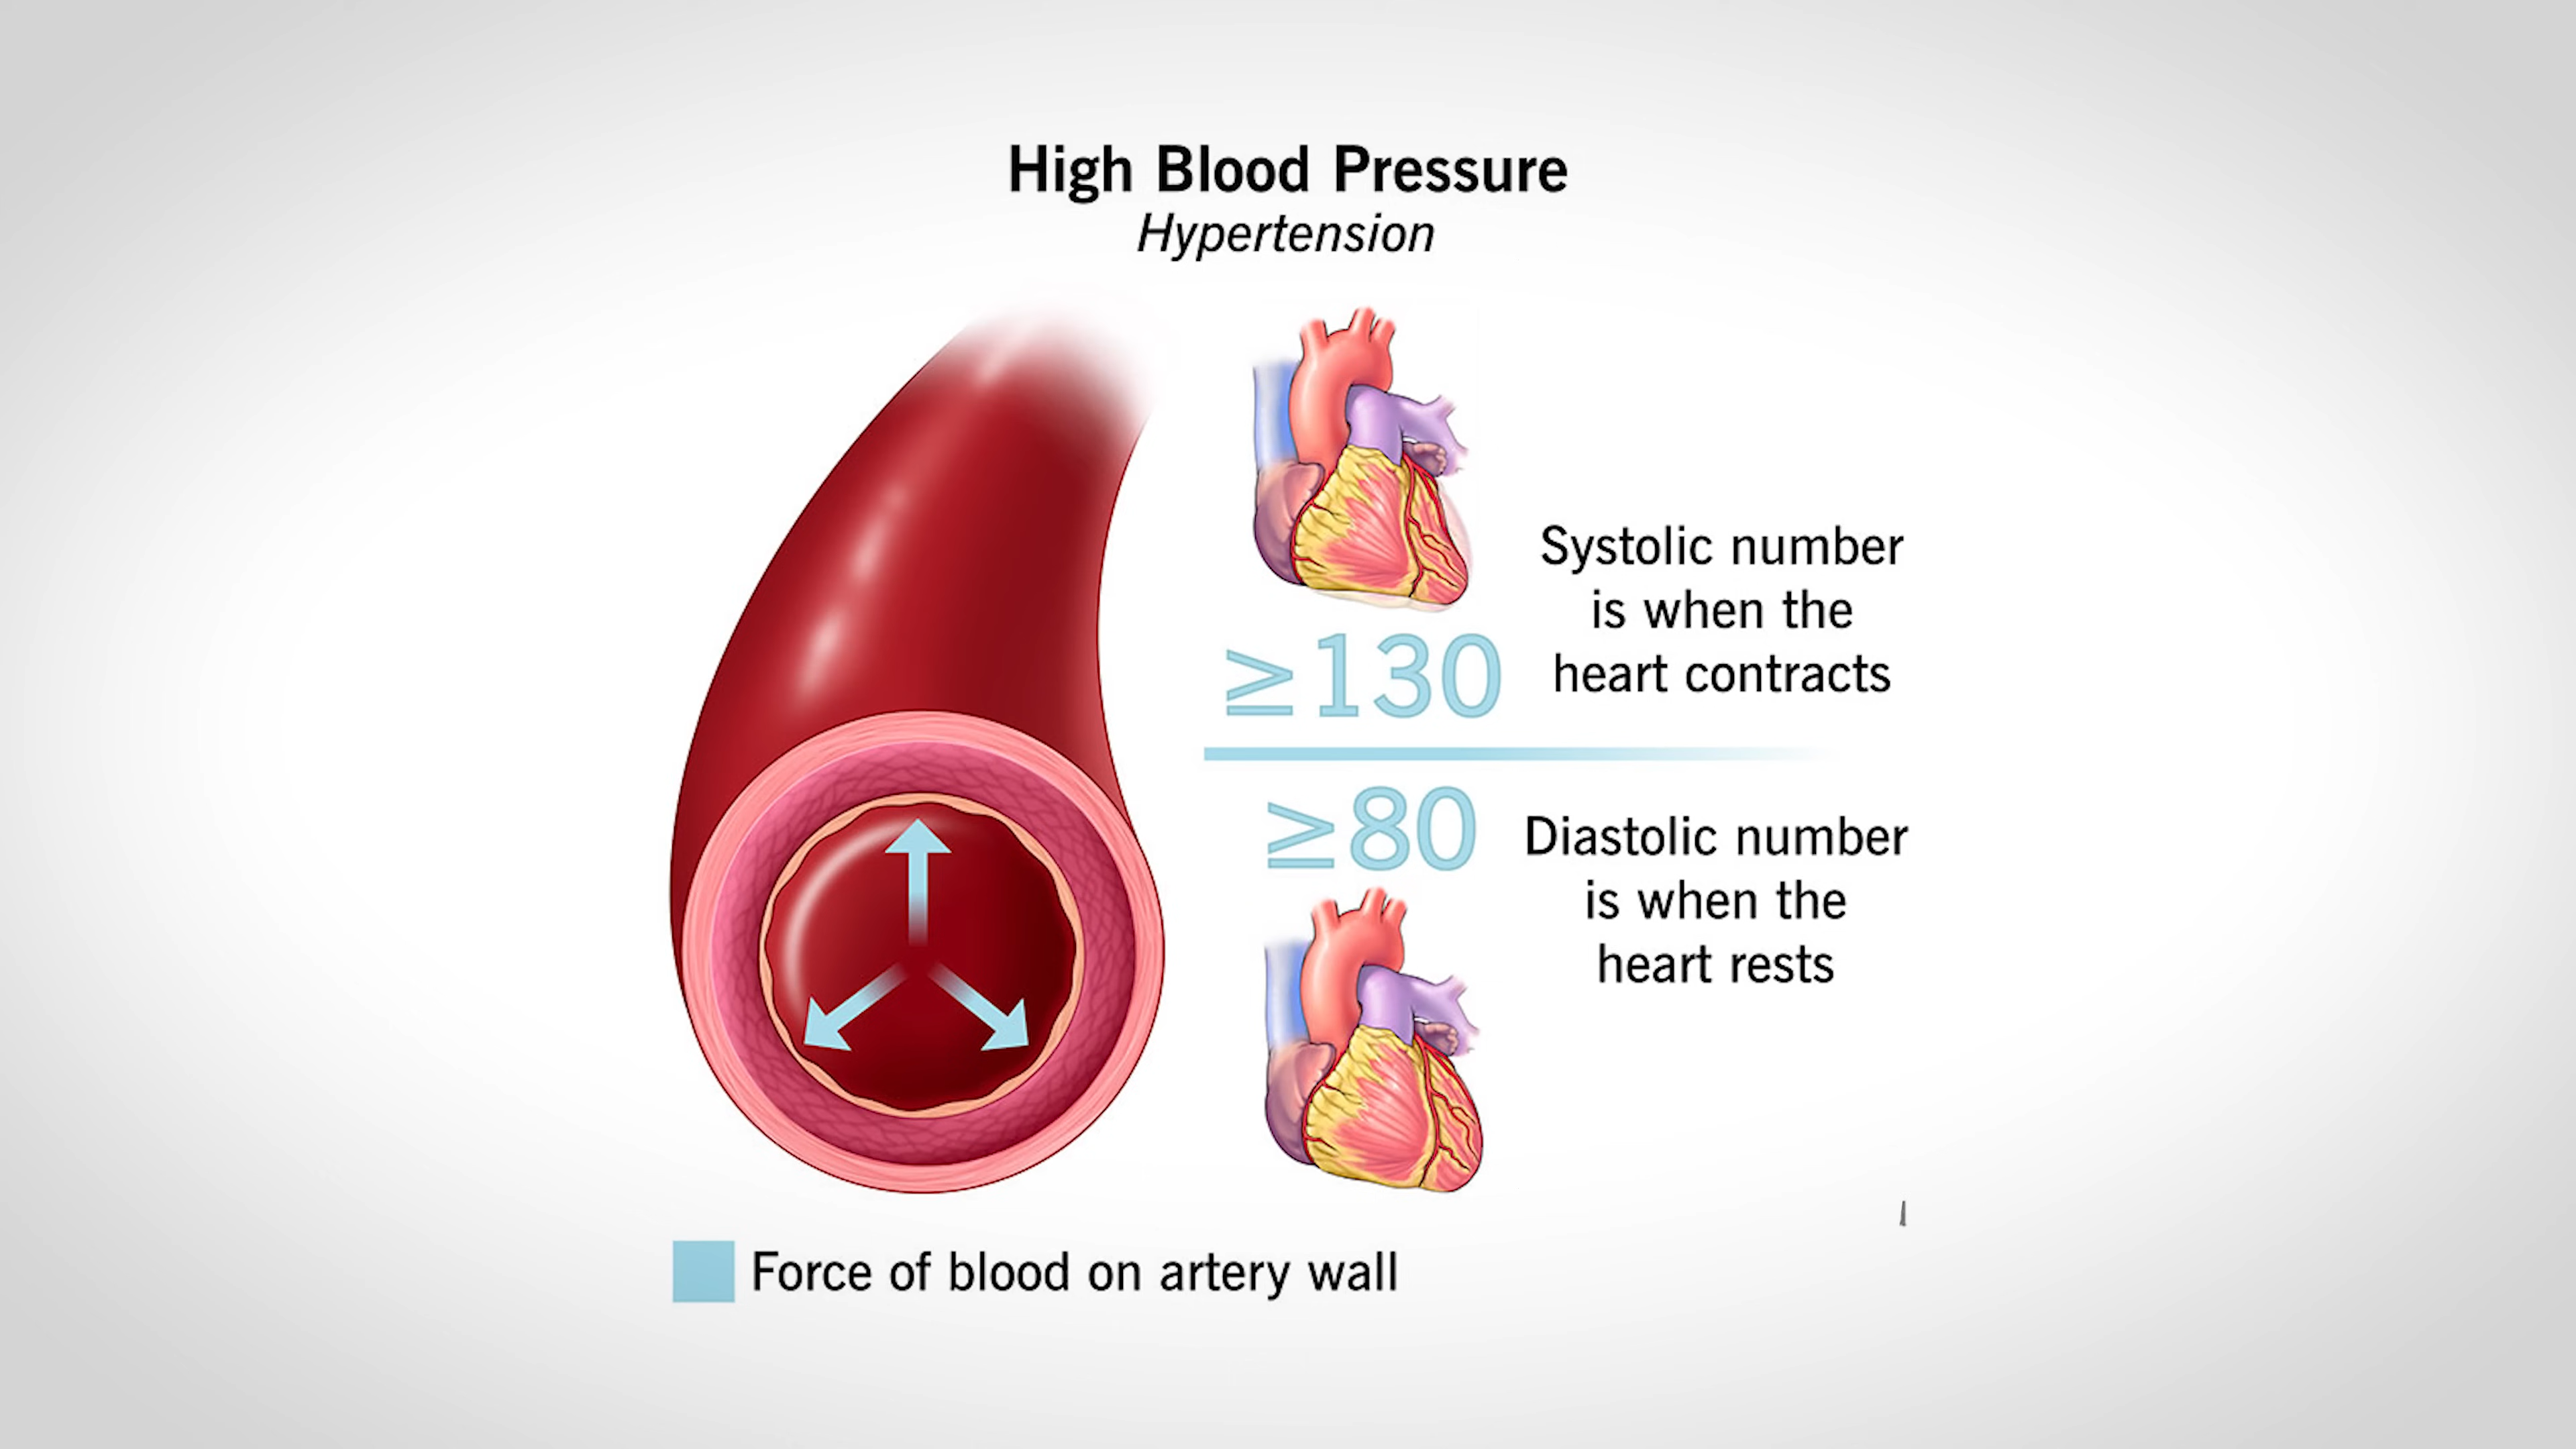 High Blood Pressure
Hypertension
Systolic number
is when the
heart contracts
≥130
≥80
Diastolic number
is when the
heart rests
Force of blood on artery wall